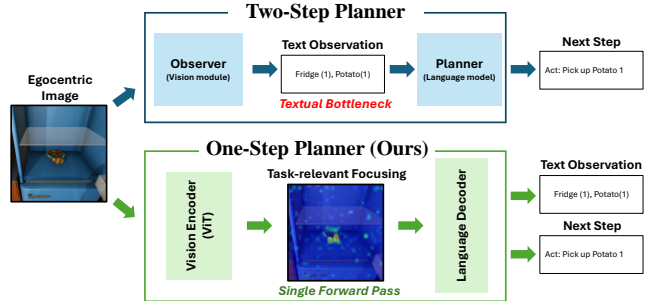 Two-Step Planner
Egocentric
Image
Observer
(Vision module)
Text Observation
Fridge (1), Potato(1)
Textual Bottleneck
Planner
(Language model)
Next Step
Act: Pick up Potato 1
One-Step Planner (Ours)
Vision Encoder
(ViT)
Task-relevant Focusing
Single Forward Pass
Language Decoder
Text Observation
Fridge (1), Potato(1)
Next Step
Act: Pick up Potato 1